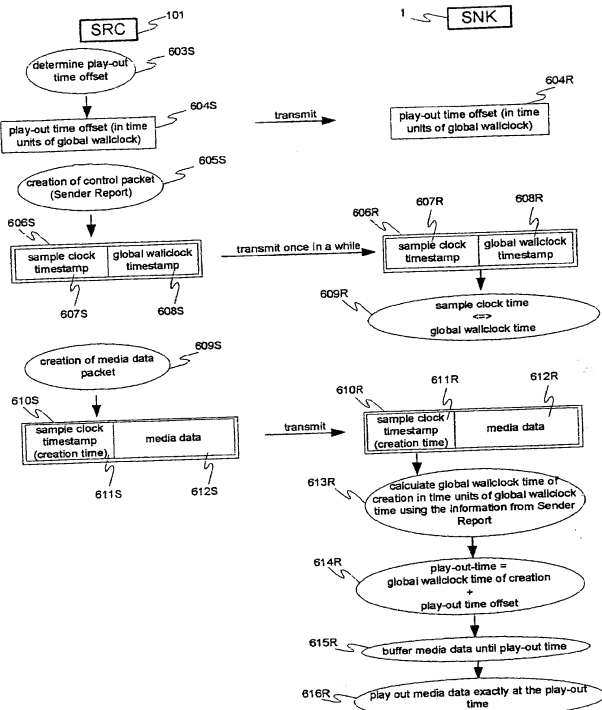 SRC
101
1
SNK
603S
determine play-out
time offset
604S
play-out time offset (in time
units of global wallclock)
transmit
604R
play-out time offset (in time
units of global wallclock)
605S
creation of control packet
(Sender Report)
606S
sample clock
timestamp
global wallclock
timestamp
607S
608S
transmit once in a while
606R
607R
608R
sample clock
timestamp
global wallclock
timestamp
609R
sample clock time
<=>
global wallclock time
609S
creation of media data
packet
610S
sample clock
timestamp
(creation time)
media data
611S
612S
transmit
610R
611R
612R
sample clock
timestamp
(creation time)
media data
613R
calculate global wallclock time of
creation in time units of global wallclock
time using the information from Sender
Report
614R
play-out-time =
global wallclock time of creation
+
play-out time offset
615R
buffer media data until play-out time
616R
play out media data exactly at the play-out
time